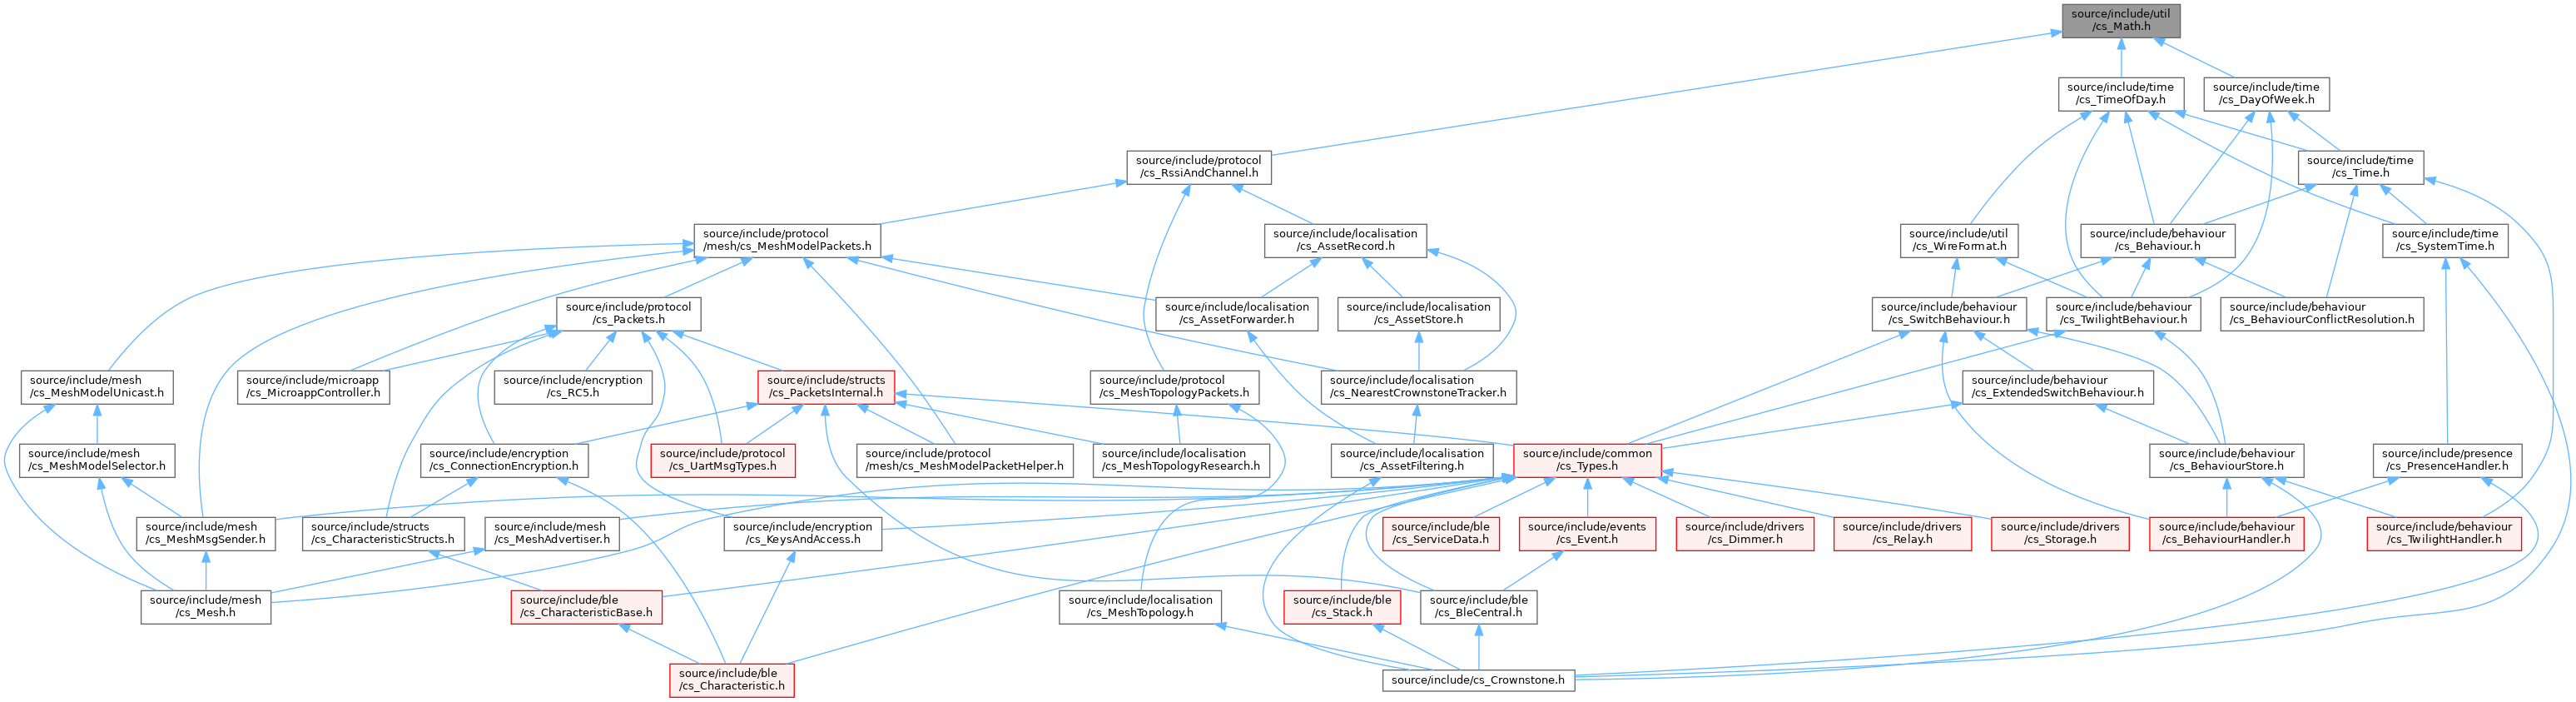 source/include/util
/cs_Math.h
source/include/time
/cs_TimeOfDay.h
source/include/time
/cs_DayOfWeek.h
source/include/protocol
/cs_RssiAndChannel.h
source/include/time
/cs_Time.h
source/include/protocol
/mesh/cs_MeshModelPackets.h
source/include/localisation
/cs_AssetRecord.h
source/include/util
/cs_WireFormat.h
source/include/behaviour
/cs_Behaviour.h
source/include/time
/cs_SystemTime.h
source/include/protocol
/cs_Packets.h
source/include/localisation
/cs_AssetForwarder.h
source/include/localisation
/cs_AssetStore.h
source/include/behaviour
/cs_SwitchBehaviour.h
source/include/behaviour
/cs_TwilightBehaviour.h
source/include/behaviour
/cs_BehaviourConflictResolution.h
source/include/mesh
/cs_MeshModelUnicast.h
source/include/microapp
/cs_MicroappController.h
source/include/encryption
/cs_RC5.h
source/include/structs
/cs_PacketsInternal.h
source/include/protocol
/cs_MeshTopologyPackets.h
source/include/localisation
/cs_NearestCrownstoneTracker.h
source/include/behaviour
/cs_ExtendedSwitchBehaviour.h
source/include/mesh
/cs_MeshModelSelector.h
source/include/encryption
/cs_ConnectionEncryption.h
source/include/protocol
/cs_UartMsgTypes.h
source/include/protocol
/mesh/cs_MeshModelPacketHelper.h
source/include/localisation
/cs_MeshTopologyResearch.h
source/include/localisation
/cs_AssetFiltering.h
source/include/common
/cs_Types.h
source/include/behaviour
/cs_BehaviourStore.h
source/include/presence
/cs_PresenceHandler.h
source/include/mesh
/cs_MeshMsgSender.h
source/include/structs
/cs_CharacteristicStructs.h
source/include/mesh
/cs_MeshAdvertiser.h
source/include/encryption
/cs_KeysAndAccess.h
source/include/ble
/cs_ServiceData.h
source/include/events
/cs_Event.h
source/include/drivers
/cs_Dimmer.h
source/include/drivers
/cs_Relay.h
source/include/drivers
/cs_Storage.h
source/include/behaviour
/cs_BehaviourHandler.h
source/include/behaviour
/cs_TwilightHandler.h
source/include/mesh
/cs_Mesh.h
source/include/ble
/cs_CharacteristicBase.h
source/include/localisation
/cs_MeshTopology.h
source/include/ble
/cs_Stack.h
source/include/ble
/cs_BleCentral.h
source/include/ble
/cs_Characteristic.h
source/include/cs_Crownstone.h